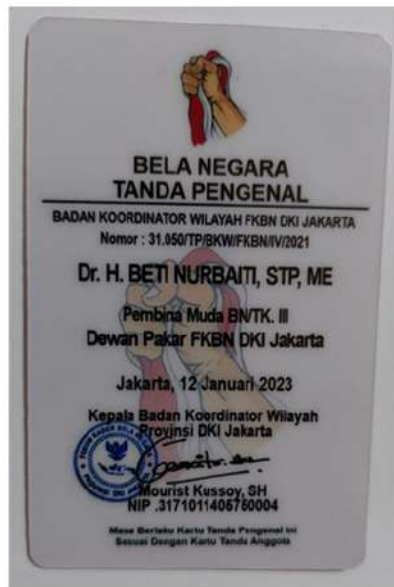 BELA NEGARA
TANDA PENGENAL
BADAN KOORDINATOR WILAYAH FKBN DKI JAKARTA
Nomor : 31.050/TP/BKW/FKBN/IV/2021
Dr. H. BETI NURBAITI, STP, ME
Pembina Muda BN/TK. III
Dewan Pakar FKBN DKI Jakarta
Jakarta, 12 Januari 2023
Kepala Badan Koordinator Wilayah
Provinsi DKI Jakarta
Mourist Kussoy, SH
NIP .3171011405750004
Masa Berlaku Kartu Tanda Pengenal ini
Sesuai Dengan Kartu Tanda Anggota